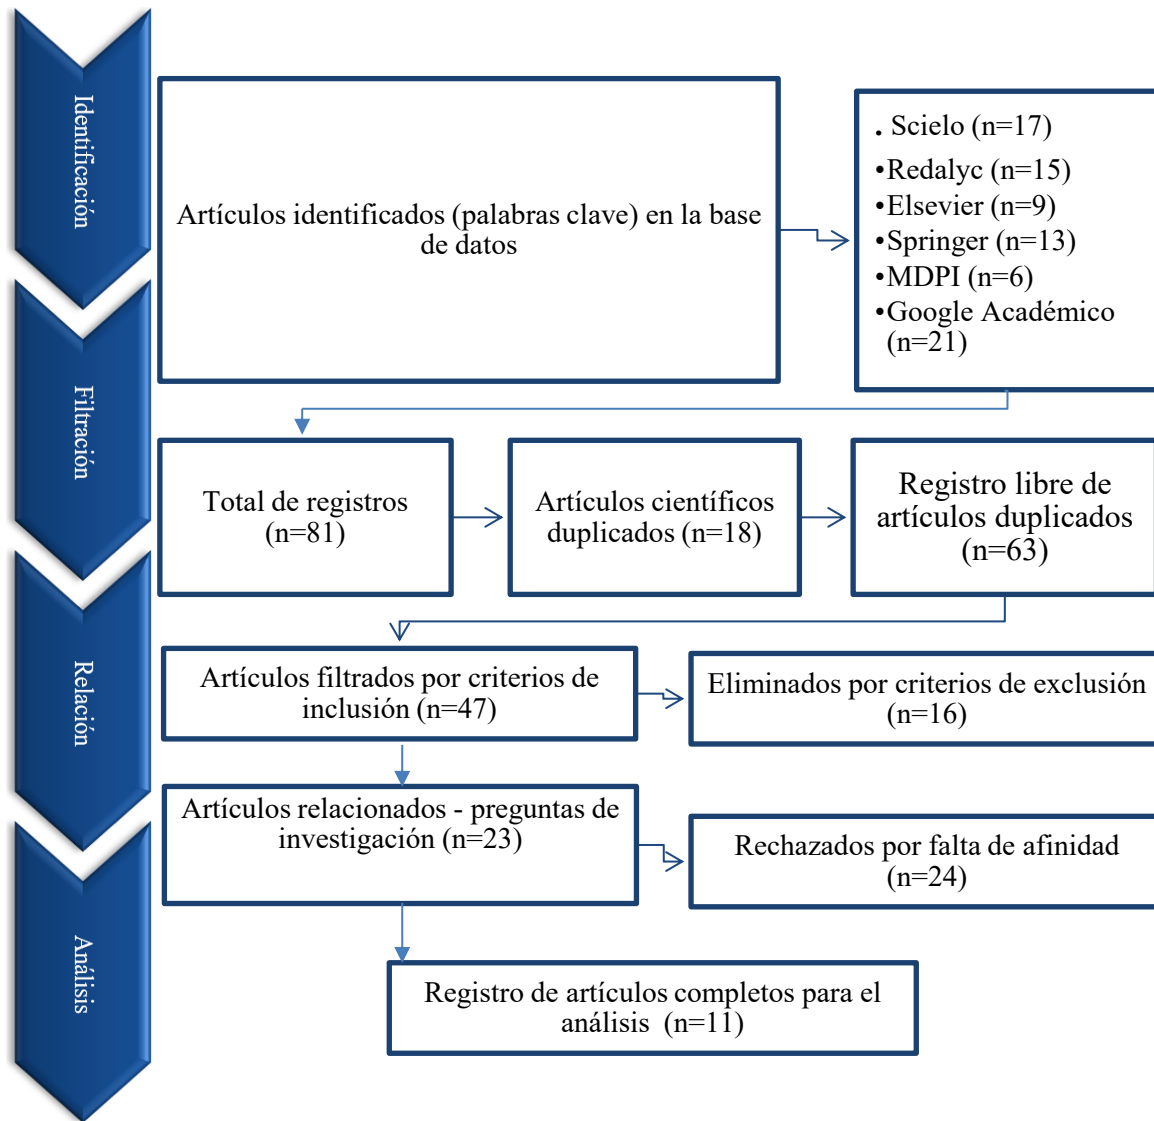 Identificación
Artículos identificados (palabras clave) en la base
de datos
. Scielo (n=17)
•Redalyc (n=15)
•Elsevier (n=9)
•Springer (n=13)
•MDPI (n=6)
•Google Académico
(n=21)
Filtración
Total de registros
(n=81)
Artículos científicos
duplicados (n=18)
Registro libre de
artículos duplicados
(n=63)
Relación
Artículos filtrados por criterios de
inclusión (n=47)
Eliminados por criterios de exclusión
(n=16)
Artículos relacionados - preguntas de
investigación (n=23)
Rechazados por falta de afinidad
(n=24)
Análisis
Registro de artículos completos para el
análisis  (n=11)